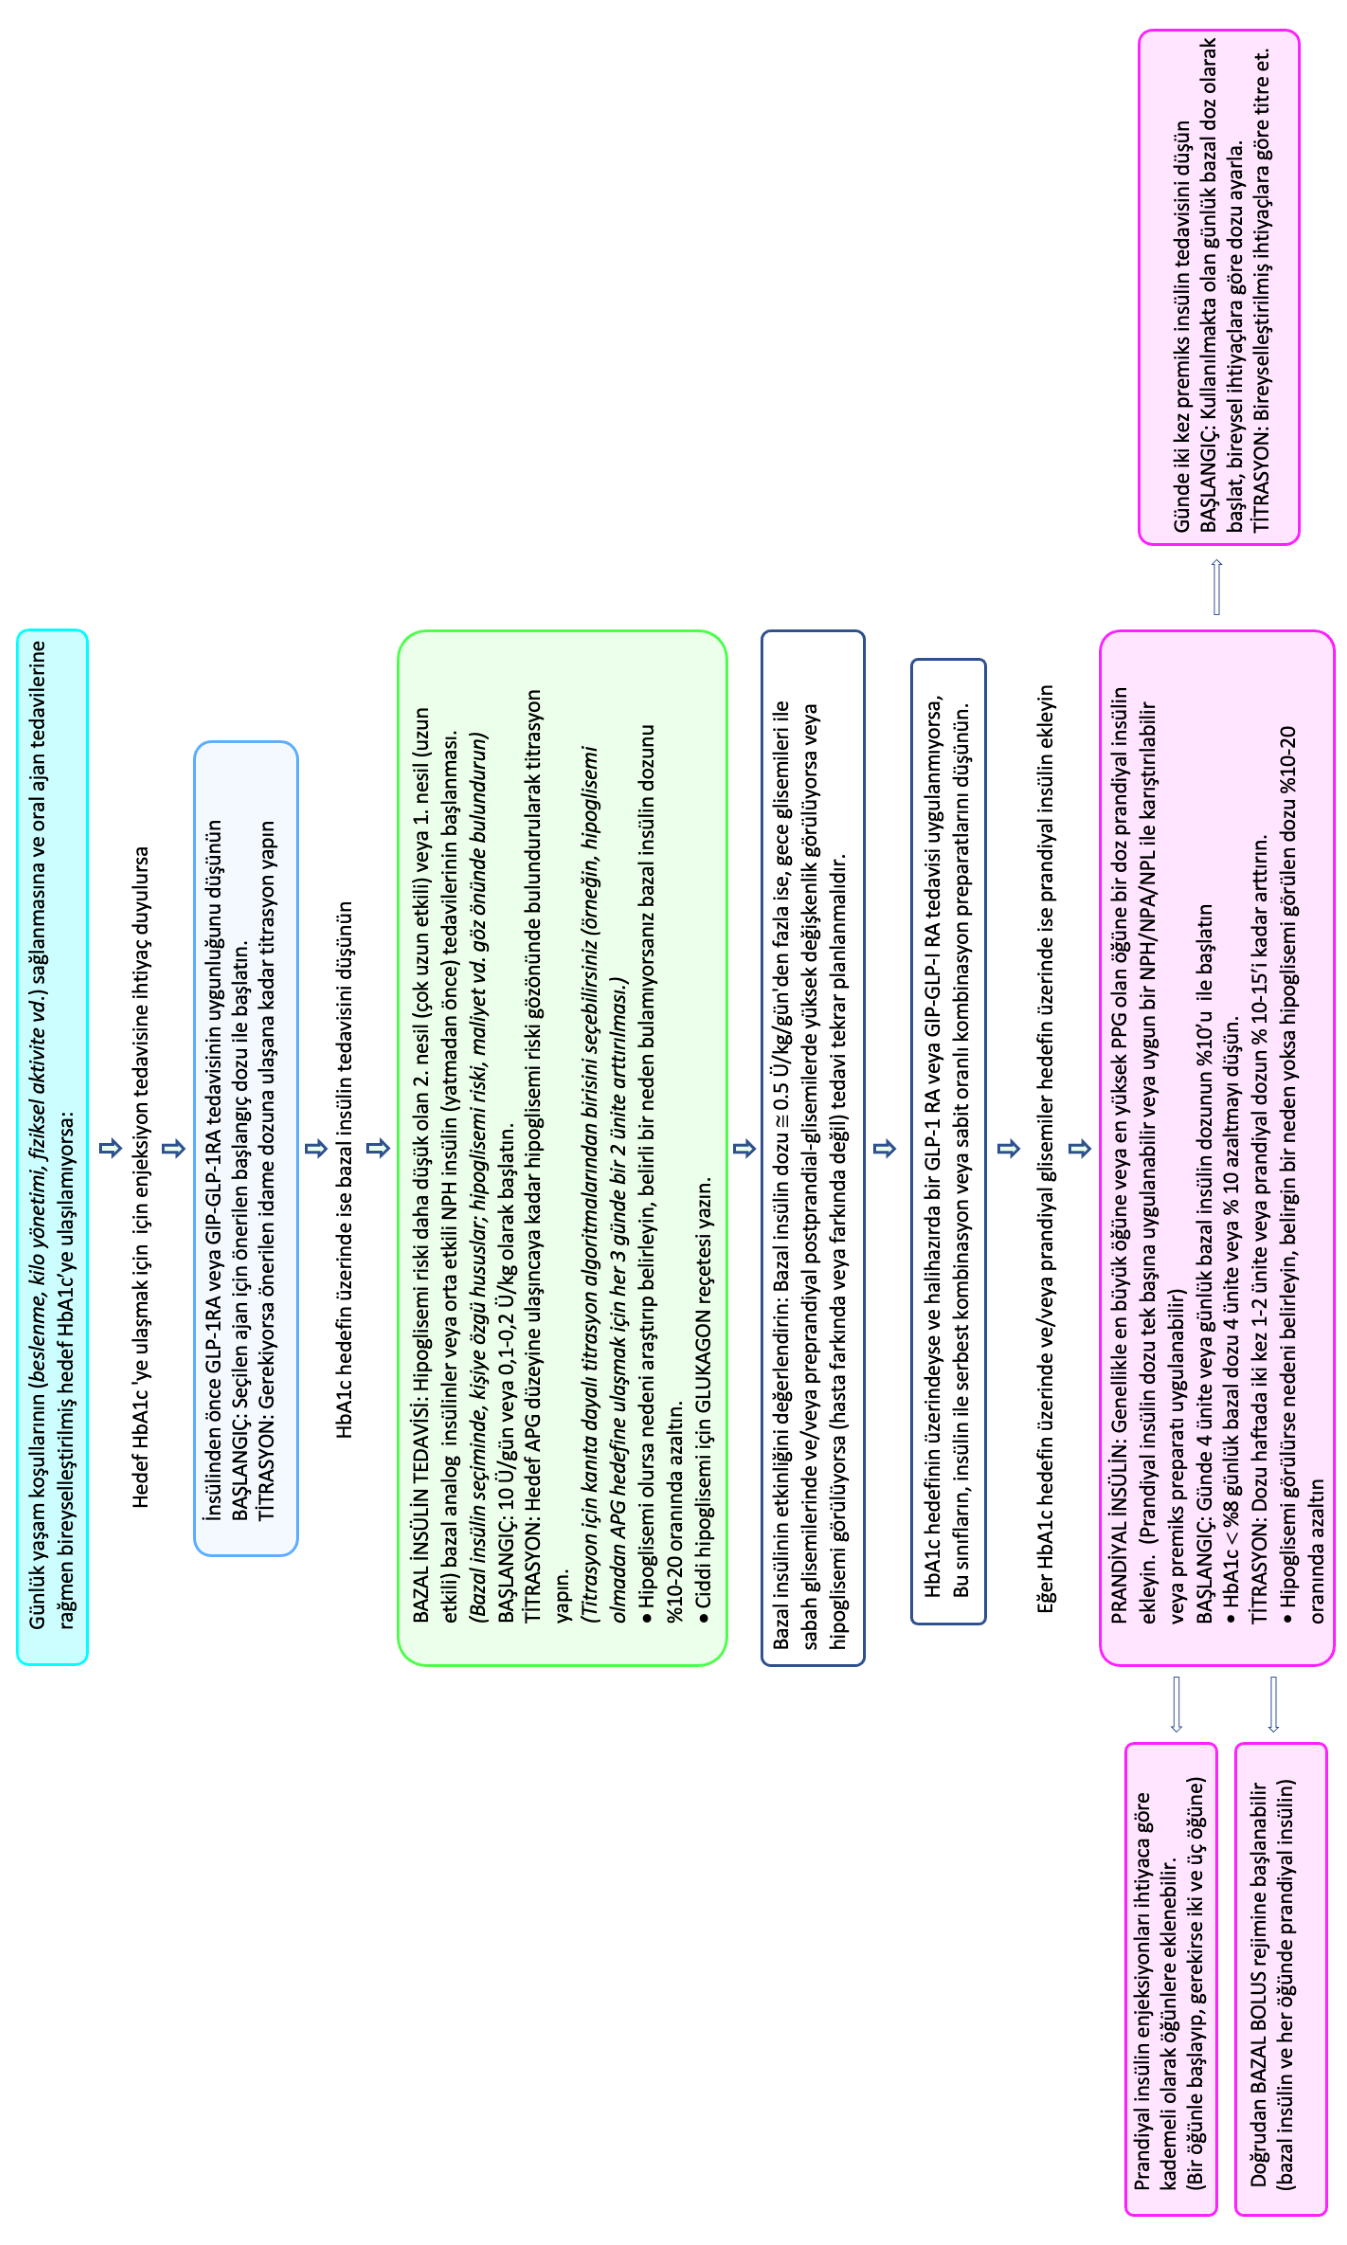 Günlük yaşam koşullarının (beslenme, kilo yönetimi, fiziksel aktivite vd.) sağlanmasına ve oral ajan tedavilerine
rağmen bireyselleştirilmiş hedef HbA1c'ye ulaşılamıyorsa:
Hedef HbA1c 'ye ulaşmak için için enjeksiyon tedavisine ihtiyaç duyulursa
İnsülinden önce GLP-1RA veya GIP-GLP-1RA tedavisinin uygunluğunu düşünün
BAŞLANGIÇ: Seçilen ajan için önerilen başlangıç dozu ile başlatın.
TİTRASYON: Gerekiyorsa önerilen idame dozuna ulaşana kadar titrasyon yapın
HbA1c hedefin üzerinde ise bazal insülin tedavisini düşünün
BAZAL İNSÜLİN TEDAVİSİ: Hipoglisemi riski daha düşük olan 2. nesil (çok uzun etkili) veya 1. nesil (uzun
etkili) bazal analog insülinler veya orta etkili NPH insülin (yatmadan önce) tedavilerinin başlanması.
(Bazal insülin seçiminde, kişiye özgü hususlar; hipoglisemi riski, maliyet vd. göz önünde bulundurun)
BAŞLANGIÇ: 10 Ü/gün veya 0,1-0,2 Ü/kg olarak başlatın.
TİTRASYON: Hedef APG düzeyine ulaşıncaya kadar hipoglisemi riski gözönünde bulundurularak titrasyon
yapın.
(Titrasyon için kanıta dayalı titrasyon algoritmalarından birisini seçebilirsiniz (örneğin, hipoglisemi
olmadan APG hedefine ulaşmak için her 3 günde bir 2 ünite arttırılması.)
• Hipoglisemi olursa nedeni araştırıp belirleyin, belirli bir neden bulamıyorsanız bazal insülin dozunu
%10-20 oranında azaltın.
• Ciddi hipoglisemi için GLUKAGON reçetesi yazın.
Bazal insülinin etkinliğini değerlendirin: Bazal insülin dozu ≅ 0.5 Ü/kg/gün'den fazla ise, gece glisemileri ile
sabah glisemilerinde ve/veya preprandiyal postprandial-glisemilerde yüksek değişkenlik görülüyorsa veya
hipoglisemi görülüyorsa (hasta farkında veya farkında değil) tedavi tekrar planlanmalıdır.
HbA1c hedefinin üzerindeyse ve halihazırda bir GLP-1 RA veya GIP-GLP-I RA tedavisi uygulanmıyorsa,
Bu sınıfların, insülin ile serbest kombinasyon veya sabit oranlı kombinasyon preparatlarını düşünün.
Eğer HbA1c hedefin üzerinde ve/veya prandiyal glisemiler hedefin üzerinde ise prandiyal insülin ekleyin
PRANDİYAL İNSÜLİN: Genellikle en büyük öğüne veya en yüksek PPG olan öğüne bir doz prandiyal insülin
ekleyin. (Prandiyal insülin dozu tek başına uygulanabilir veya uygun bir NPH/NPA/NPL ile karıştırılabilir
veya premiks preparatı uygulanabilir)
BAŞLANGIÇ: Günde 4 ünite veya günlük bazal insülin dozunun %10'u ile başlatın
• HbA1c < %8 günlük bazal dozu 4 ünite veya % 10 azaltmayı düşün.
TİTRASYON: Dozu haftada iki kez 1-2 ünite veya prandiyal dozun % 10-15'i kadar arttırın.
• Hipoglisemi görülürse nedeni belirleyin, belirgin bir neden yoksa hipoglisemi görülen dozu %10-20
oranında azaltın
Prandiyal insülin enjeksiyonları ihtiyaca göre
kademeli olarak öğünlere eklenebilir.
(Bir öğünle başlayıp, gerekirse iki ve üç öğüne)
Doğrudan BAZAL BOLUS rejimine başlanabilir
(bazal insülin ve her öğünde prandiyal insülin)
Günde iki kez premiks insülin tedavisini düşün
BAŞLANGIÇ: Kullanılmakta olan günlük bazal doz olarak
başlat, bireysel ihtiyaçlara göre dozu ayarla.
TİTRASYON: Bireyselleştirilmiş ihtiyaçlara göre titre et.